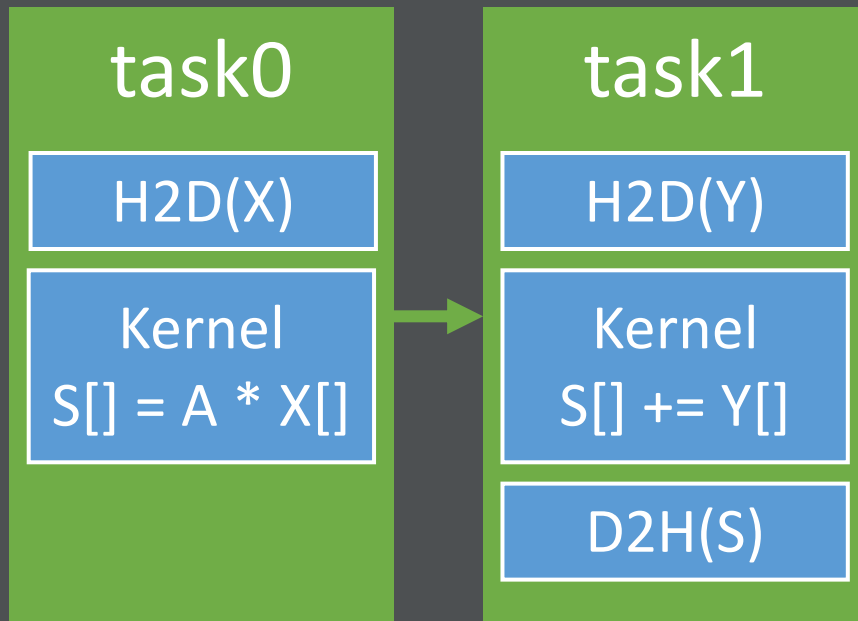 task0
H2D(X)
Kernel
S[] = A * X[]
task1
H2D(Y)
Kernel
S[] += Y[]
D2H(S)